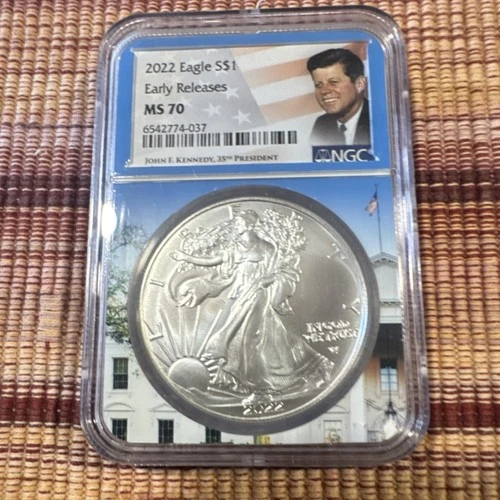 2022 Eagle S$1
Early Releases
MS 70
6542774-037
John F. Kennedy, 35th President
NGC
LIBERTY
IN GOD
WE TRUST
W
2022